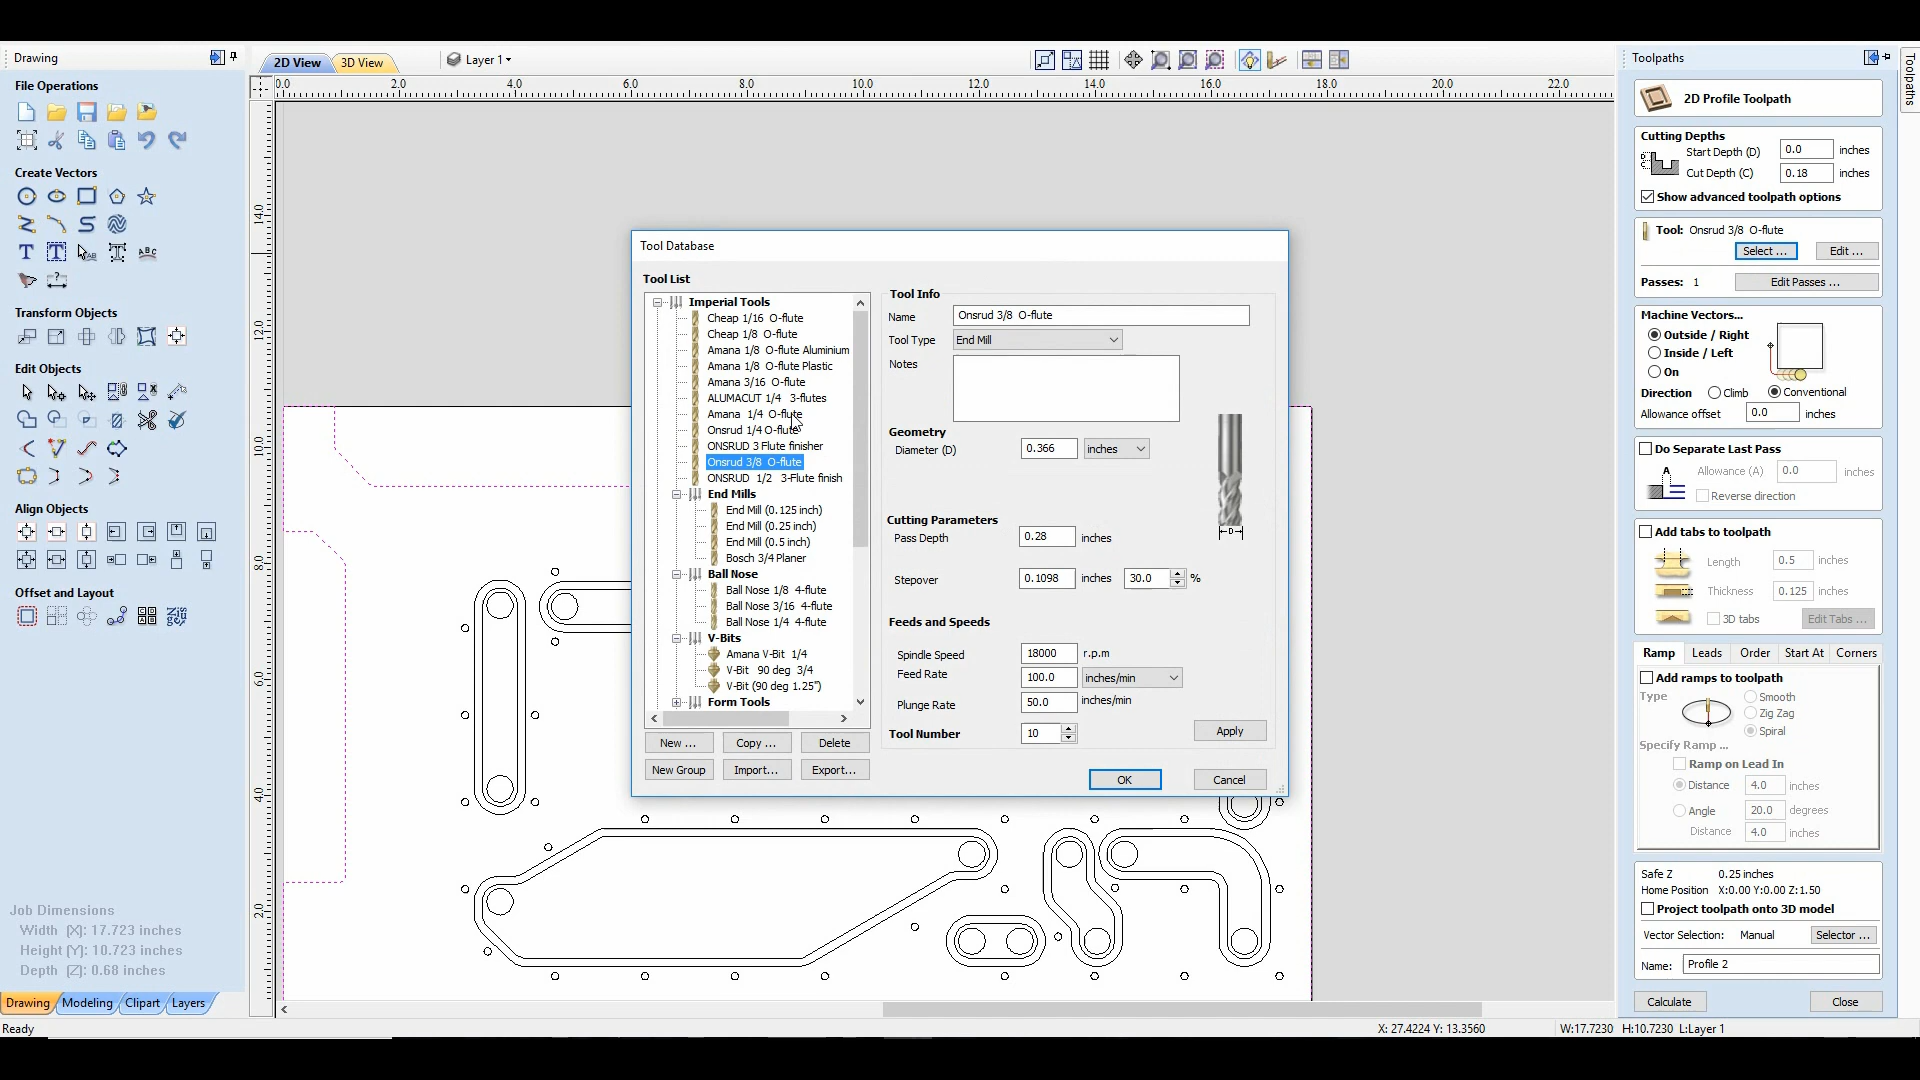 Drawing
File Operations
Create Vectors
Transform Objects
Edit Objects
Align Objects
Offset and Layout
Job Dimensions
Width (X): 17.723 inches
Height (Y): 10.723 inches
Depth (Z): 0.68 inches
Drawing Modeling Clipart Layers
Ready
2D View 3D View Layer 1
0.0 2.0 4.0 6.0 8.0 10.0 12.0 14.0 16.0 18.0 20.0 22.0
14.0
12.0
10.0
8.0
6.0
4.0
2.0
Tool Database
Tool List
Imperial Tools
Cheap 1/16 O-flute
Cheap 1/8 O-flute
Amana 1/8 O-flute Aluminium
Amana 1/8 O-flute Plastic
Amana 3/16 O-flute
ALUMACUT 1/4 3-flutes
Amana 1/4 O-flute
Onsrud 1/4 O-flute
ONSRUD 3 Flute finisher
Onsrud 3/8 O-flute
ONSRUD 1/2 3-Flute finish
End Mills
End Mill (0.125 inch)
End Mill (0.25 inch)
End Mill (0.5 inch)
Bosch 3/4 Planer
Ball Nose
Ball Nose 1/8 4-flute
Ball Nose 3/16 4-flute
Ball Nose 1/4 4-flute
V-Bits
Amana V-Bit 1/4
V-Bit 90 deg 3/4
V-Bit (90 deg 1.25")
Form Tools
New ... Copy ... Delete
New Group Import... Export...
Tool Info
Name Onsrud 3/8 O-flute
Tool Type End Mill
Notes
Geometry
Diameter (D) 0.366 inches
D
Cutting Parameters
Pass Depth 0.28 inches
Stepover 0.1098 inches 30.0 %
Feeds and Speeds
Spindle Speed 18000 r.p.m
Feed Rate 100.0 inches/min
Plunge Rate 50.0 inches/min
Tool Number 10
Apply
OK Cancel
X: 27.4224 Y: 13.3560
W:17.7230 H:10.7230 L:Layer 1
Toolpaths
Toolpaths
2D Profile Toolpath
Cutting Depths
Start Depth (D) 0.0 inches
Cut Depth (C) 0.18 inches
Show advanced toolpath options
Tool: Onsrud 3/8 O-flute
Select ... Edit ...
Passes: 1 Edit Passes ...
Machine Vectors...
Outside / Right
Inside / Left
On
Direction Climb Conventional
Allowance offset 0.0 inches
Do Separate Last Pass
A
Allowance (A) 0.0 inches
Reverse direction
Add tabs to toolpath
Length 0.5 inches
Thickness 0.125 inches
3D tabs Edit Tabs ...
Ramp Leads Order Start At Corners
Add ramps to toolpath
Type
Smooth
Zig Zag
Spiral
Specify Ramp ...
Ramp on Lead In
Distance 4.0 inches
Angle 20.0 degrees
Distance 4.0 inches
Safe Z 0.25 inches
Home Position X:0.00 Y:0.00 Z:1.50
Project toolpath onto 3D model
Vector Selection: Manual Selector ...
Name: Profile 2
Calculate Close